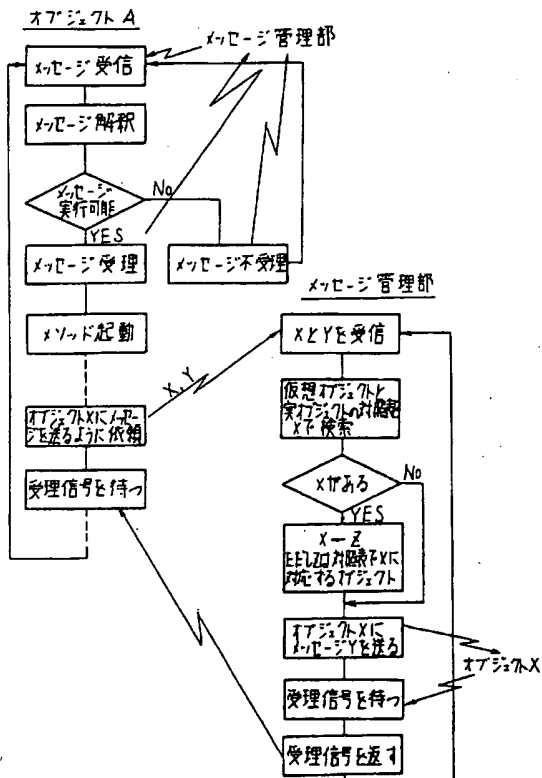 オブジェクト A
メッセージ管理部
メッセージ受信
メッセージ解釈
メッセージ
実行可能
No
YES
メッセージ受理
メッセージ不受理
メソッド起動
オブジェクトXにメッセー
ジを送るように依頼
受理信号を待つ
X,Y
メッセージ管理部
XとYを受信
仮想オブジェクトと
実オブジェクトの対応表を
Xで検索
Xがある
No
YES
X←Z
ただしZは対応表でXに
対応するオブジェクト
オブジェクトXに
メッセージYを送る
オブジェクトX
受理信号を待つ
受理信号を返す